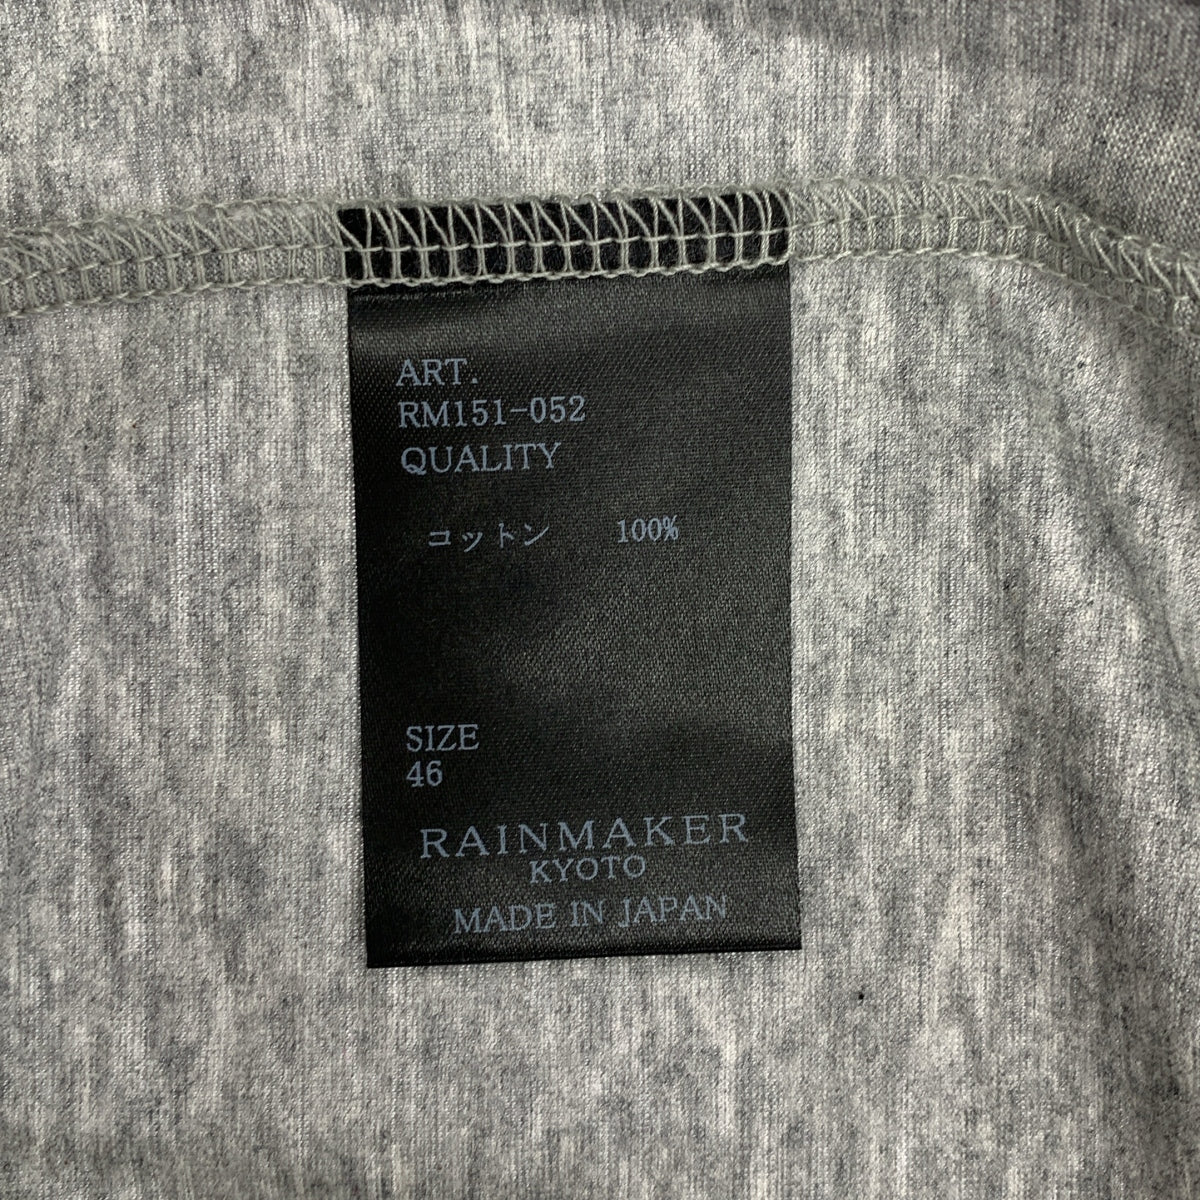 ART.
RM151-052
QUALITY
コットン 100%
SIZE
46
RAINMAKER
KYOTO
MADE IN JAPAN